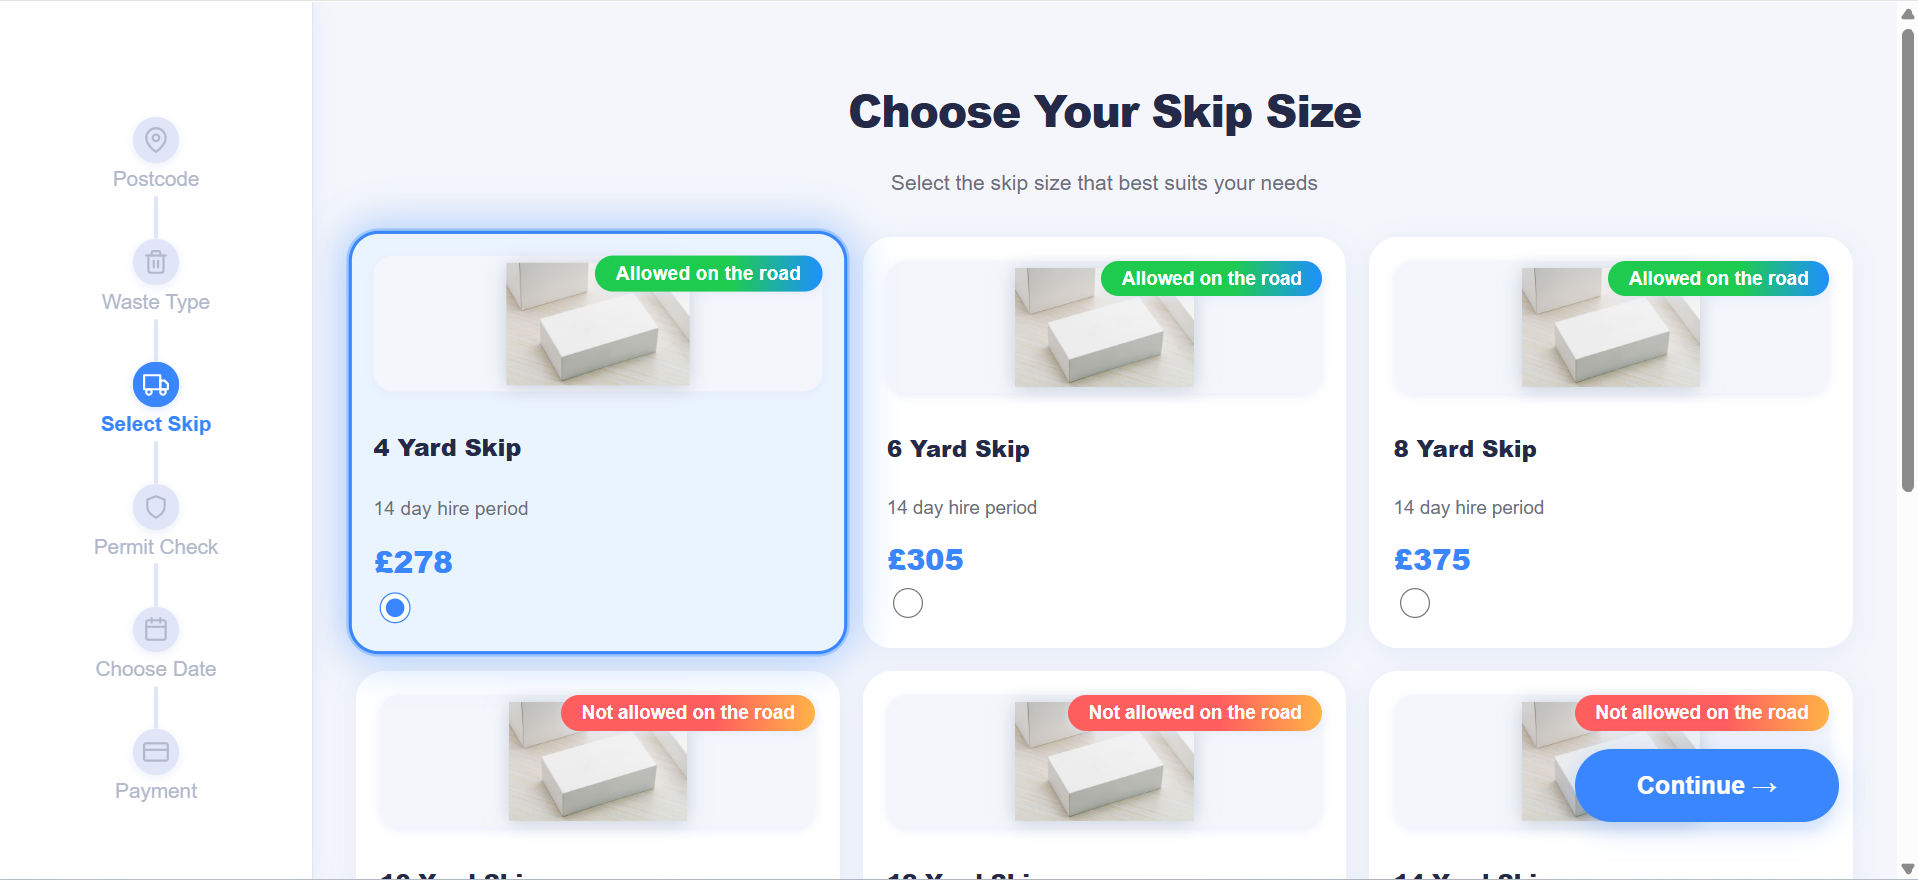 Postcode
Waste Type
Select Skip
Permit Check
Choose Date
Payment
Choose Your Skip Size
Select the skip size that best suits your needs
Allowed on the road
4 Yard Skip
14 day hire period
£278
Allowed on the road
6 Yard Skip
14 day hire period
£305
Allowed on the road
8 Yard Skip
14 day hire period
£375
Not allowed on the road
Not allowed on the road
Not allowed on the road
Continue →